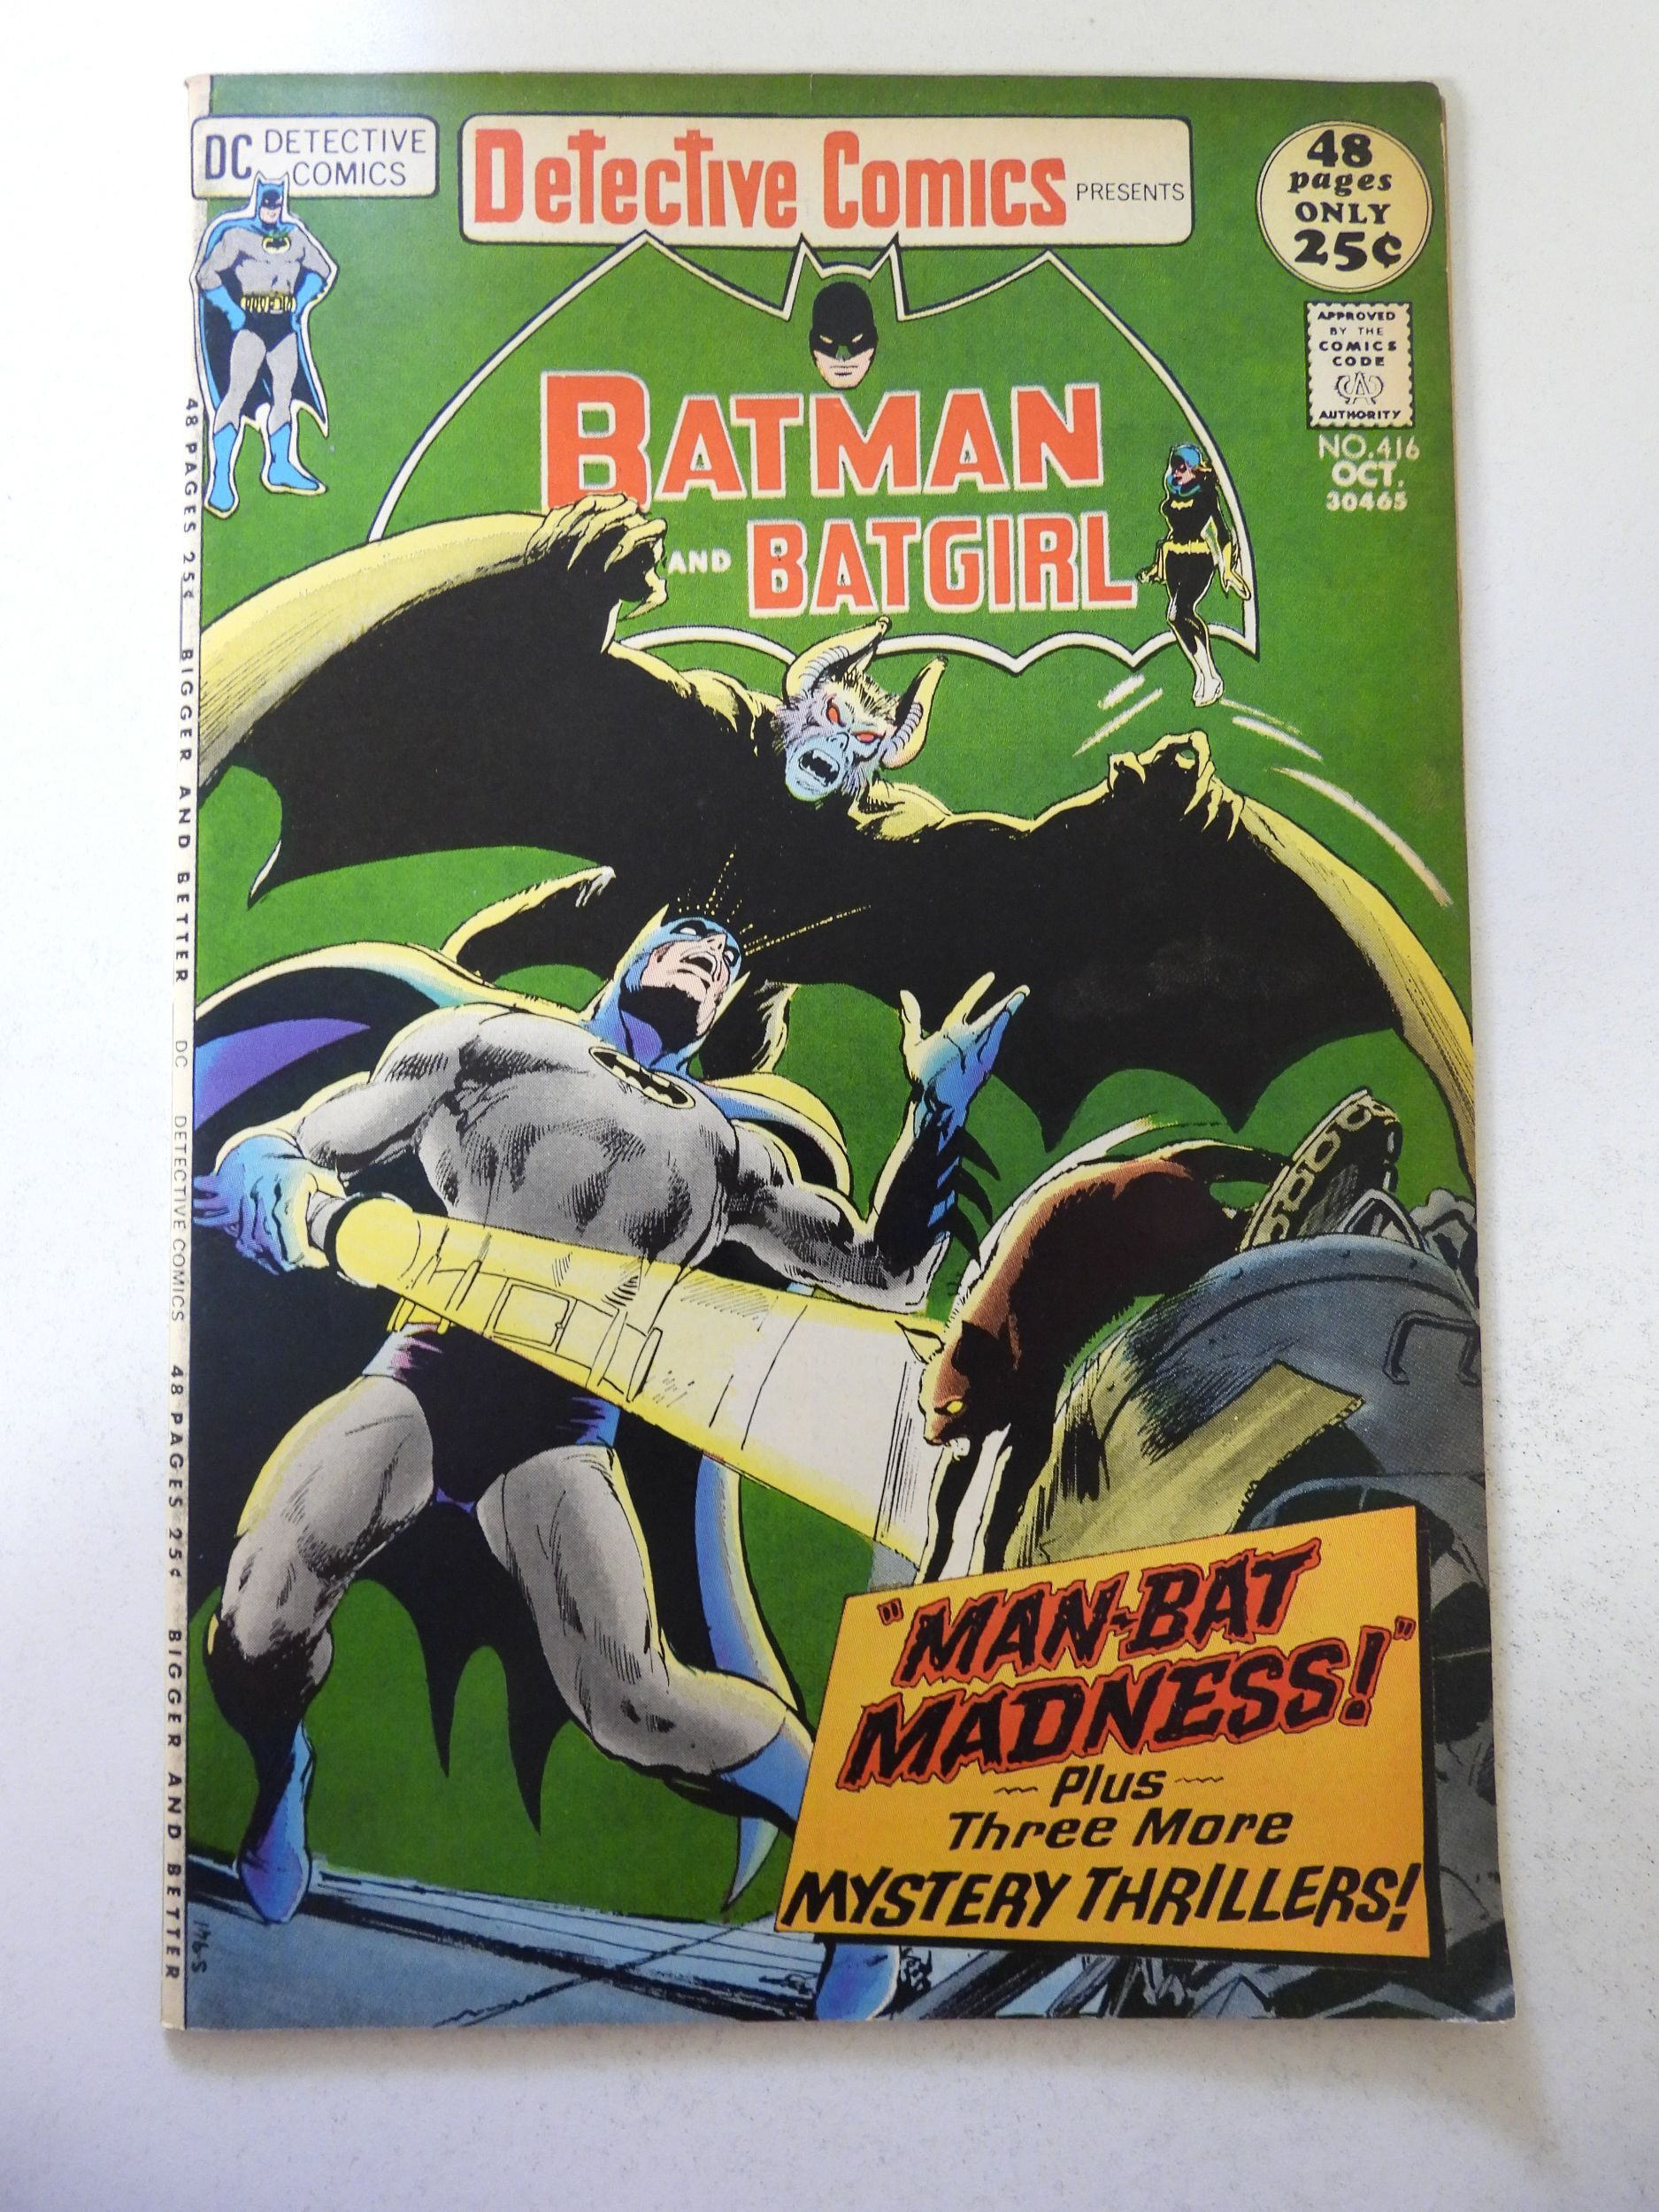 DC DETECTIVE
COMICS
Detective Comics PRESENTS
48
pages
ONLY
25¢
APPROVED
BY THE
COMICS
CODE
CA
AUTHORITY
NO. 416
OCT.
30465
BATMAN
AND BATGIRL
48 PAGES 25¢ BIGGER AND BETTER DC DETECTIVE COMICS 48 PAGES 25¢ BIGGER AND BETTER
"MAN-BAT
MADNESS!"
Plus
Three More
MYSTERY THRILLERS!